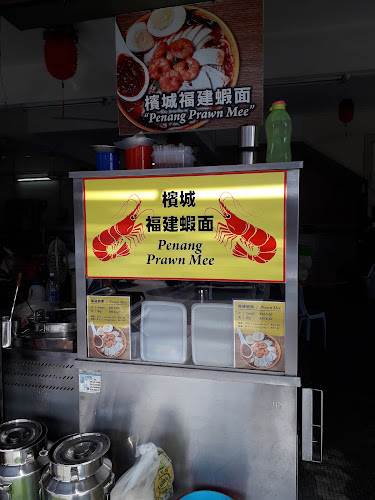 檳城福建蝦面
"Penang Prawn Mee"
檳城
福建蝦面
Penang
Prawn Mee